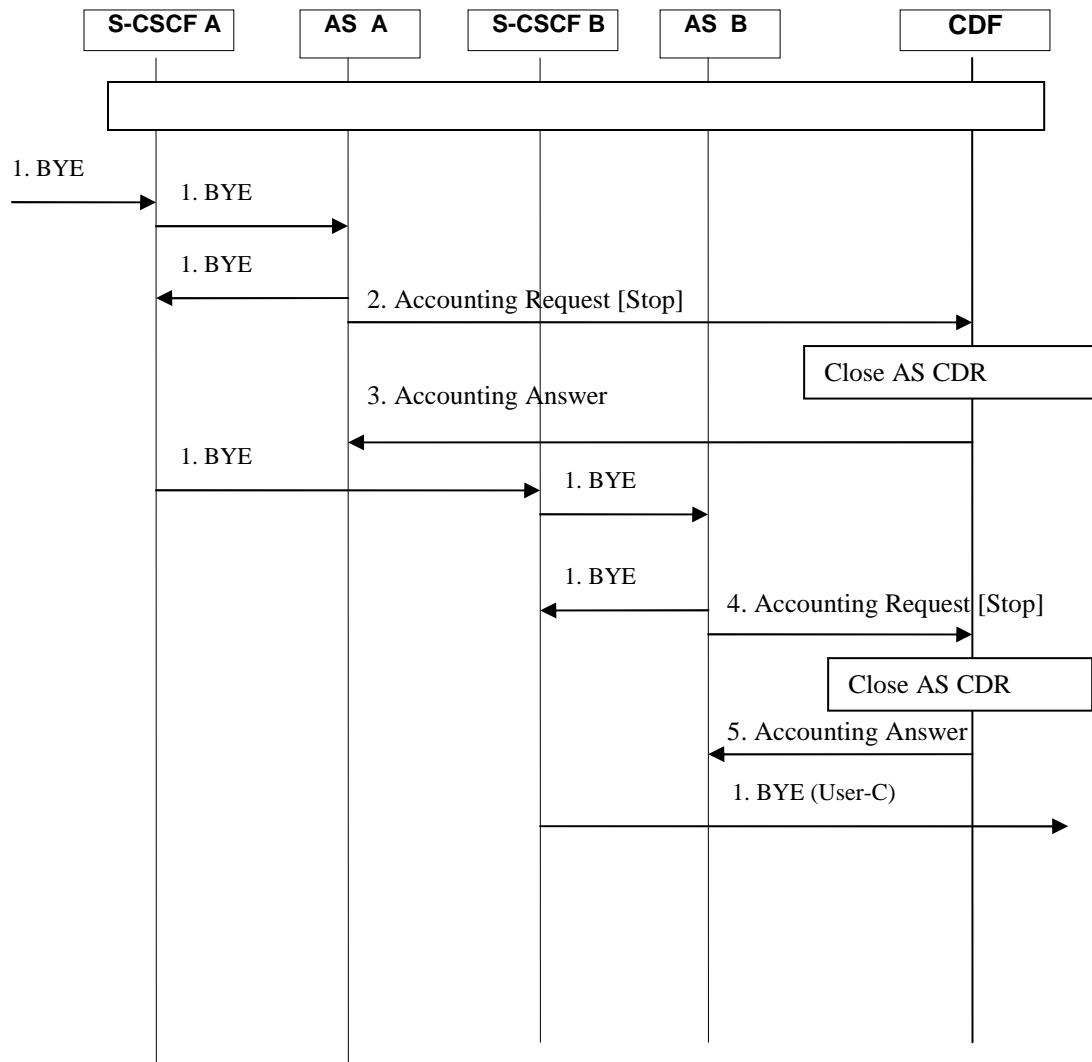 S-CSCF A
AS A
S-CSCF B
AS B
CDF
1. BYE
1. BYE
1. BYE
2. Accounting Request [Stop]
Close AS CDR
3. Accounting Answer
1. BYE
1. BYE
1. BYE
4. Accounting Request [Stop]
Close AS CDR
5. Accounting Answer
1. BYE (User-C)